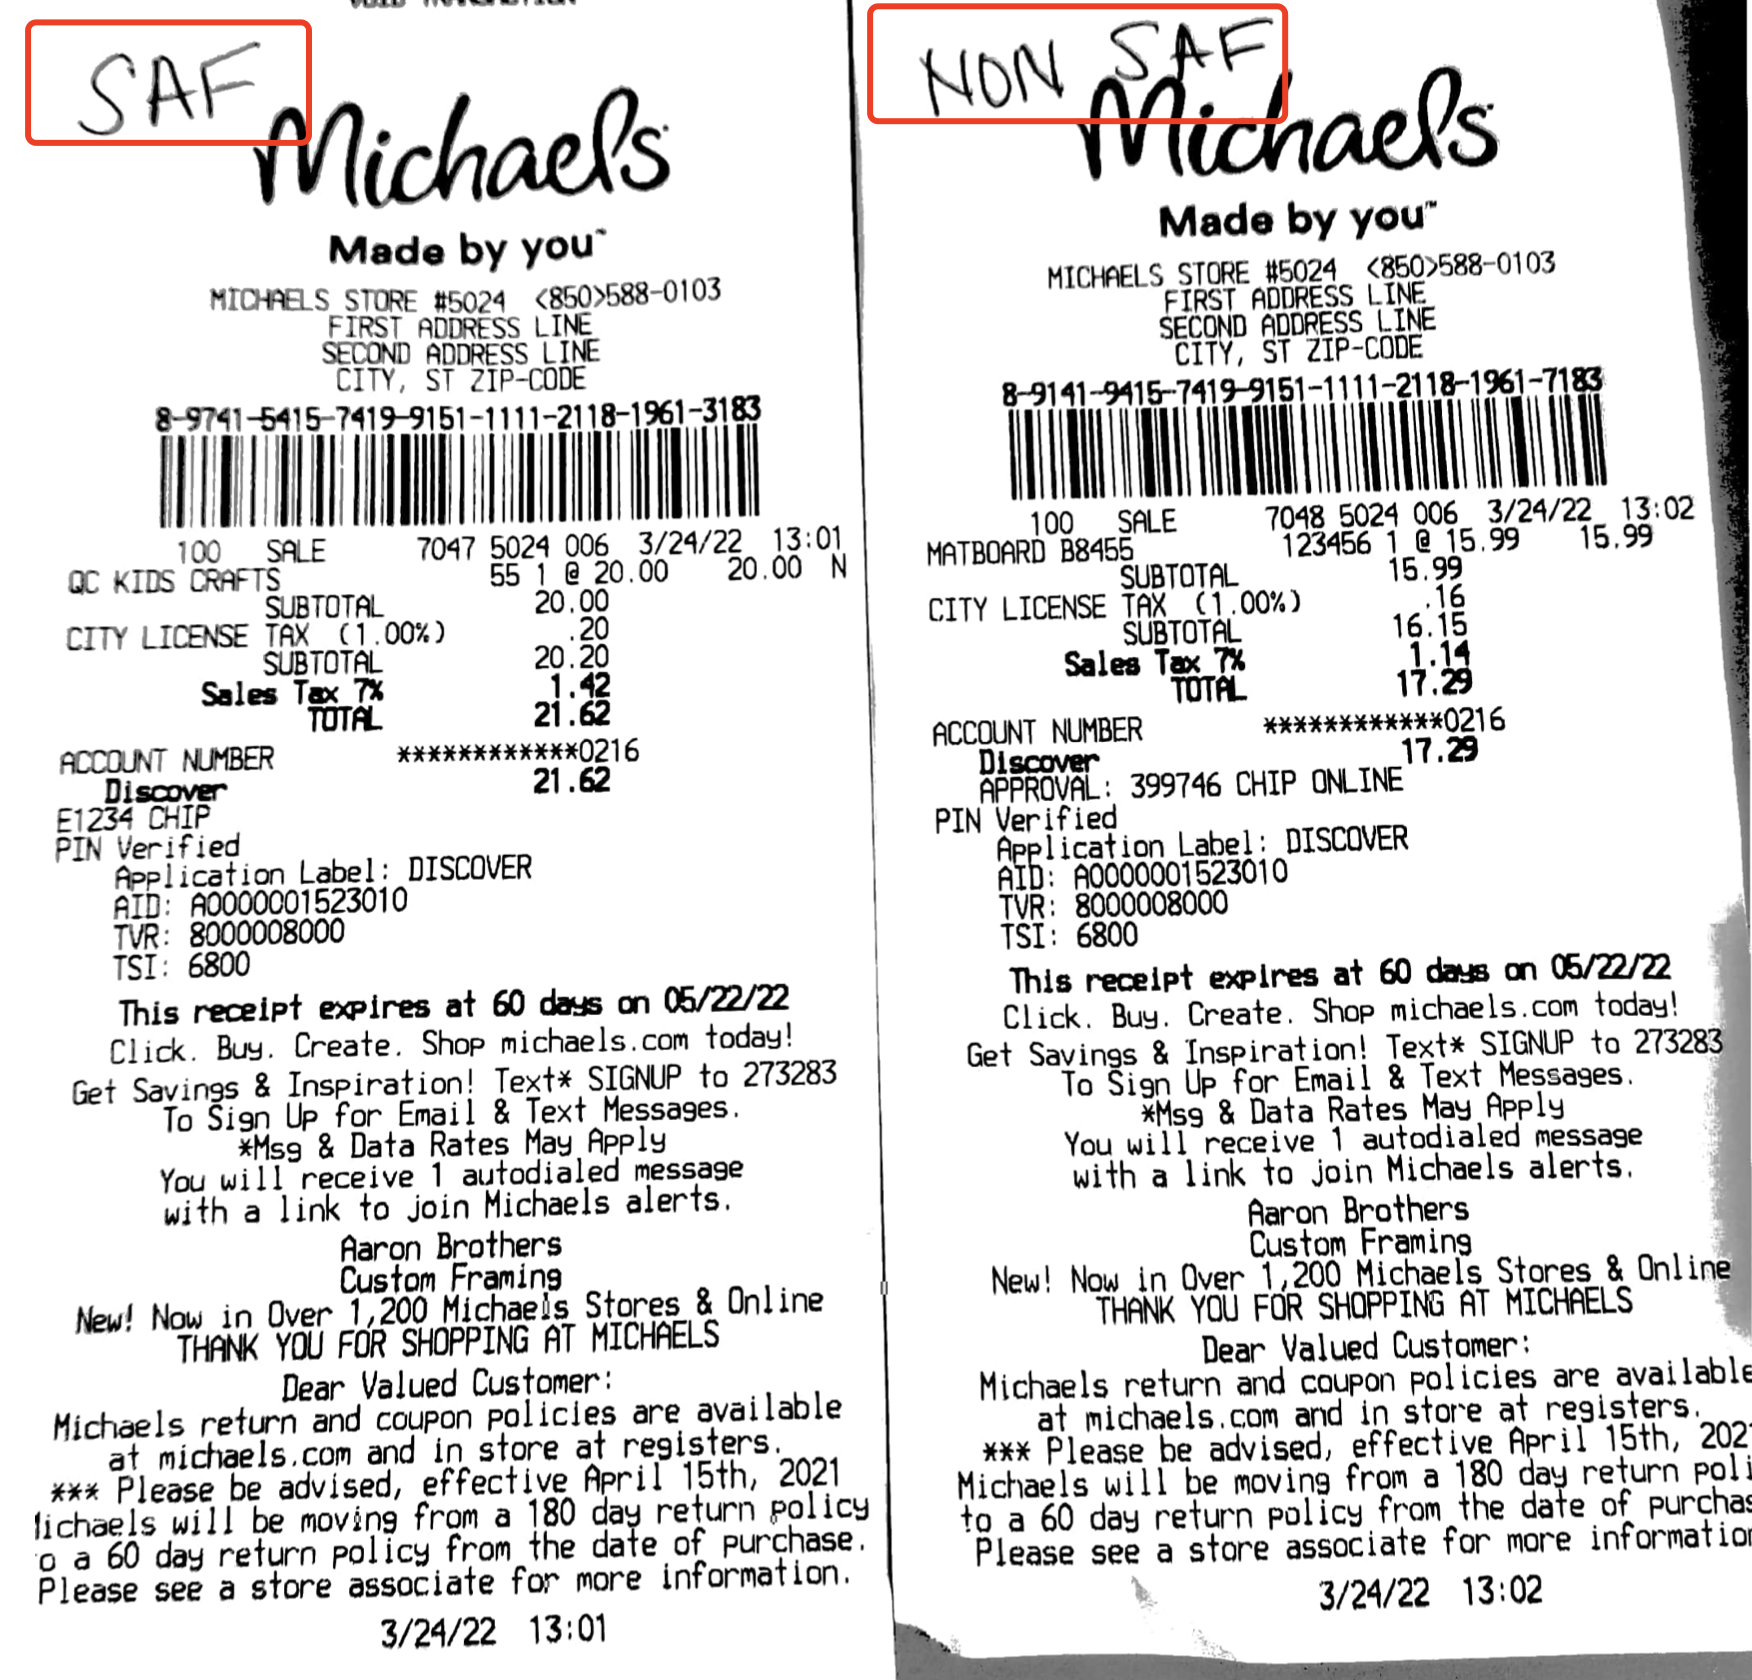 SAF
Michaels
Made by you™
MICHAELS STORE #5024 <850>588-0103
FIRST ADDRESS LINE
SECOND ADDRESS LINE
CITY, ST ZIP-CODE
8-9741-5415-7419-9151-1111-2118-1961-3183
100 SALE 7047 5024 006 3/24/22 13:01
QC KIDS CRAFTS 55 1 @ 20.00 20.00 N
SUBTOTAL 20.00
CITY LICENSE TAX (1.00%) .20
SUBTOTAL 20.20
Sales Tax 7% 1.42
TOTAL 21.62
ACCOUNT NUMBER ************0216
Discover 21.62
E1234 CHIP
PIN Verified
Application Label: DISCOVER
AID: A0000001523010
TVR: 8000008000
TSI: 6800
This receipt expires at 60 days on 05/22/22
Click. Buy. Create. Shop michaels.com today!
Get Savings & Inspiration! Text* SIGNUP to 273283
To Sign Up for Email & Text Messages.
*Msg & Data Rates May Apply
You will receive 1 autodialed message
with a link to join Michaels alerts.
Aaron Brothers
Custom Framing
New! Now in Over 1,200 Michaels Stores & Online
THANK YOU FOR SHOPPING AT MICHAELS
Dear Valued Customer:
Michaels return and coupon policies are available
at michaels.com and in store at registers.
*** Please be advised, effective April 15th, 2021
lichaels will be moving from a 180 day return policy
o a 60 day return policy from the date of purchase.
Please see a store associate for more information.
3/24/22 13:01
NON SAF
Michaels
Made by you™
MICHAELS STORE #5024 <850>588-0103
FIRST ADDRESS LINE
SECOND ADDRESS LINE
CITY, ST ZIP-CODE
8-9141-9415-7419-9151-1111-2118-1961-7183
100 SALE 7048 5024 006 3/24/22 13:02
MATBOARD B8455 123456 1 @ 15.99 15.99
SUBTOTAL 15.99
CITY LICENSE TAX (1.00%) .16
SUBTOTAL 16.15
Sales Tax 7% 1.14
TOTAL 17.29
ACCOUNT NUMBER ************0216
Discover 17.29
APPROVAL: 399746 CHIP ONLINE
PIN Verified
Application Label: DISCOVER
AID: A0000001523010
TVR: 8000008000
TSI: 6800
This receipt expires at 60 days on 05/22/22
Click. Buy. Create. Shop michaels.com today!
Get Savings & Inspiration! Text* SIGNUP to 273283
To Sign Up for Email & Text Messages.
*Msg & Data Rates May Apply
You will receive 1 autodialed message
with a link to join Michaels alerts.
Aaron Brothers
Custom Framing
New! Now in Over 1,200 Michaels Stores & Online
THANK YOU FOR SHOPPING AT MICHAELS
Dear Valued Customer:
Michaels return and coupon policies are available
at michaels.com and in store at registers.
*** Please be advised, effective April 15th, 202
Michaels will be moving from a 180 day return poli
to a 60 day return policy from the date of purchas
Please see a store associate for more informatio
3/24/22 13:02